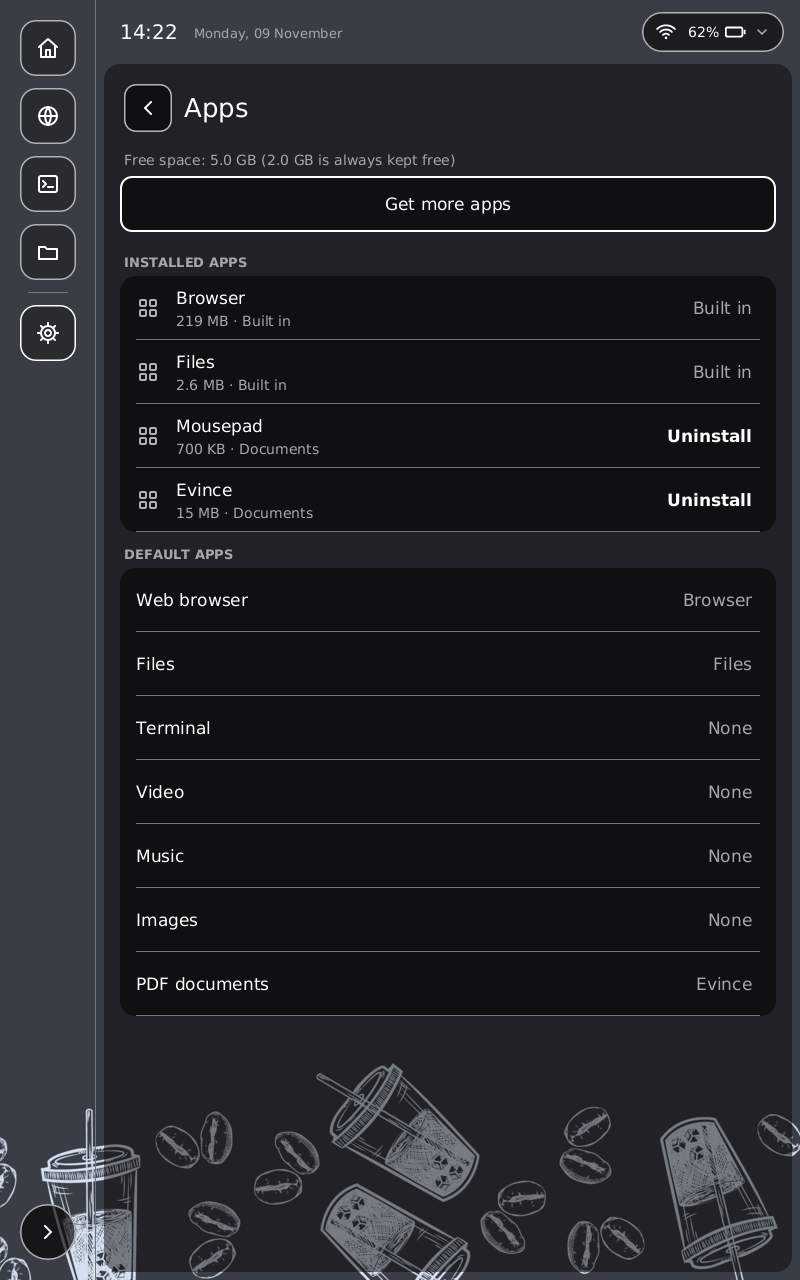 14:22 Monday, 09 November 62%
Apps
Free space: 5.0 GB (2.0 GB is always kept free)
Get more apps
INSTALLED APPS
Browser
219 MB · Built in
Built in
Files
2.6 MB · Built in
Built in
Mousepad
700 KB · Documents
Uninstall
Evince
15 MB · Documents
Uninstall
DEFAULT APPS
Web browser Browser
Files Files
Terminal None
Video None
Music None
Images None
PDF documents Evince